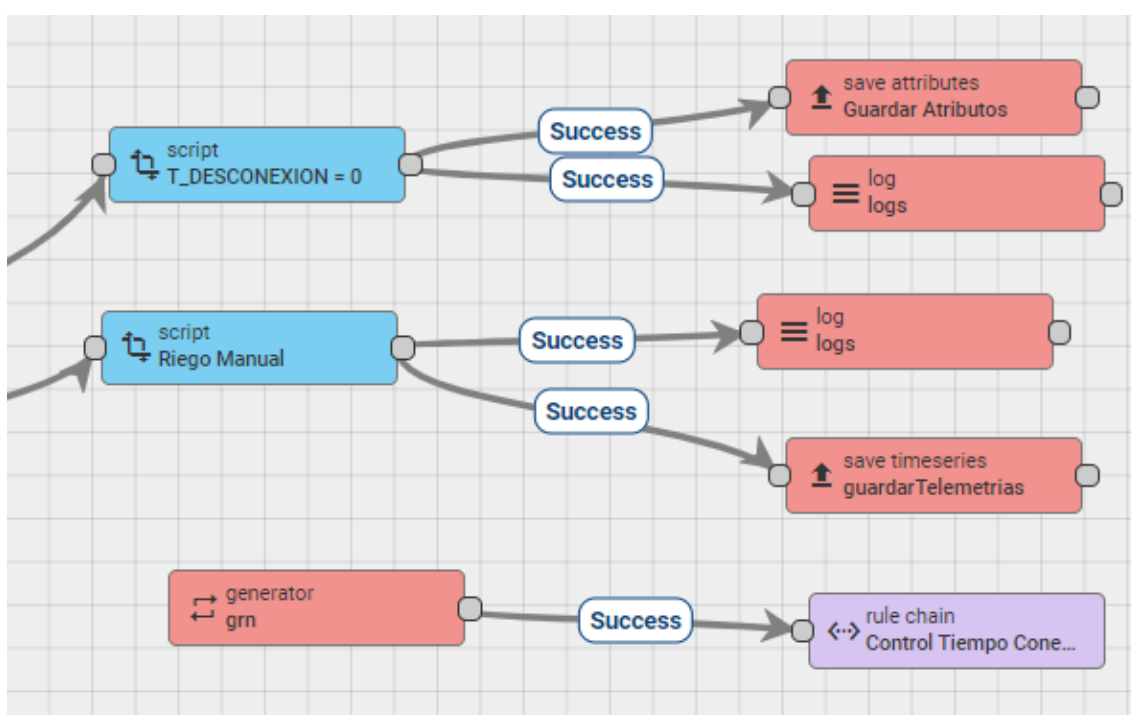 save attributes
Guardar Atributos
Success
script
T_DESCONEXION = 0
Success
log
logs
log
logs
script
Riego Manual
Success
Success
save timeseries
guardarTelemetrias
generator
grn
Success
rule chain
Control Tiempo Cone...